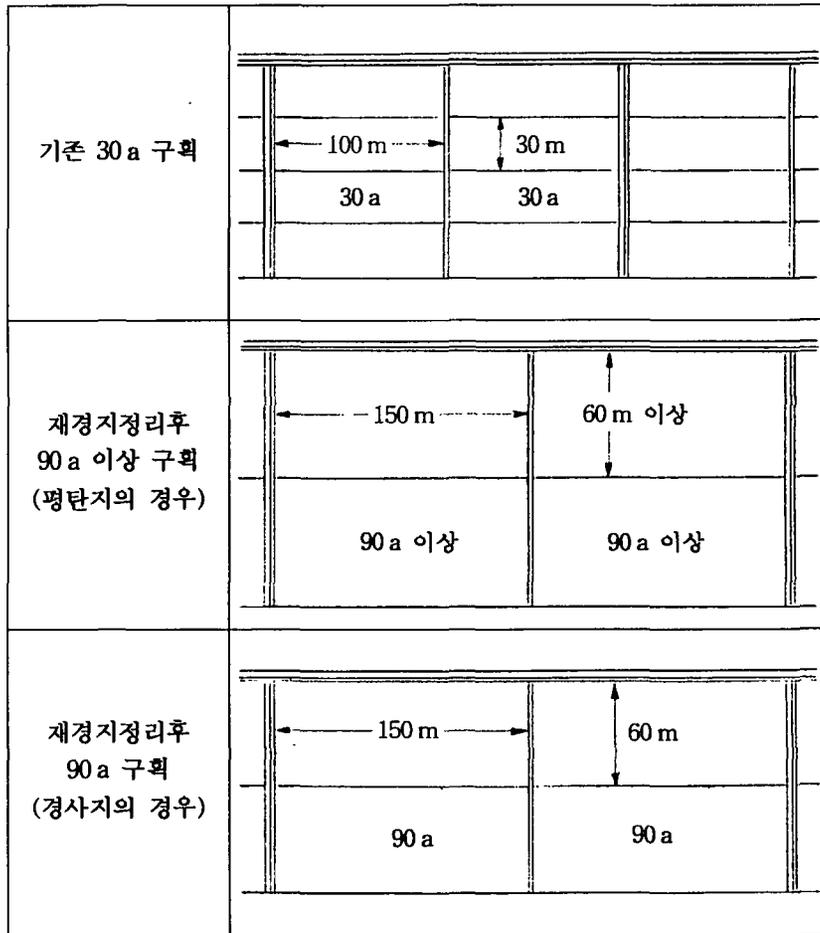 기존 30 a 구획
100 m
30 m
30 a
30 a
재경지정리후
90 a 이상 구획
(평탄지의 경우)
150 m
60 m 이상
90 a 이상
90 a 이상
재경지정리후
90 a 구획
(경사지의 경우)
150 m
60 m
90 a
90 a